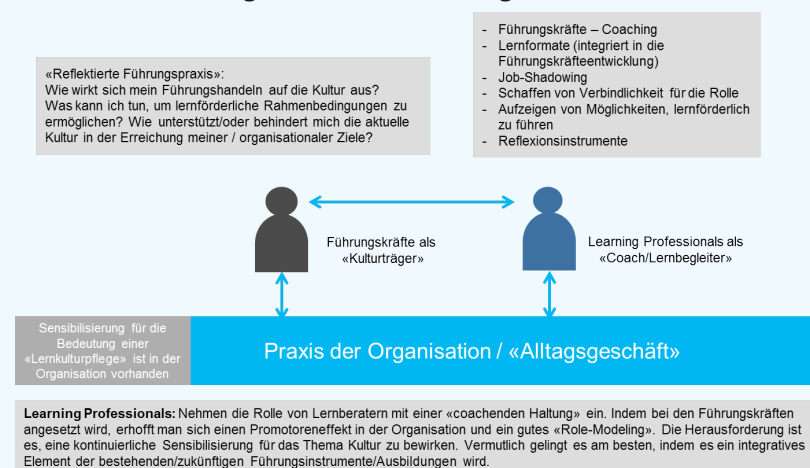 «Reflektierte Führungspraxis»:
Wie wirkt sich mein Führungshandeln auf die Kultur aus?
Was kann ich tun, um lernförderliche Rahmenbedingungen zu
ermöglichen? Wie unterstützt/oder behindert mich die aktuelle
Kultur in der Erreichung meiner / organisationaler Ziele?
- Führungskräfte – Coaching
- Lernformate (integriert in die
Führungskräfteentwicklung)
- Job-Shadowing
- Schaffen von Verbindlichkeit für die Rolle
- Aufzeigen von Möglichkeiten, lernförderlich
zu führen
- Reflexionsinstrumente
Führungskräfte als
«Kulturträger»
Learning Professionals als
«Coach/Lernbegleiter»
Sensibilisierung für die
Bedeutung einer
«Lernkulturpflege» ist in der
Organisation vorhanden
Praxis der Organisation / «Alltagsgeschäft»
Learning Professionals: Nehmen die Rolle von Lernberatern mit einer «coachenden Haltung» ein. Indem bei den Führungskräften
angesetzt wird, erhofft man sich einen Promotoreneffekt in der Organisation und ein gutes «Role-Modeling». Die Herausforderung ist
es, eine kontinuierliche Sensibilisierung für das Thema Kultur zu bewirken. Vermutlich gelingt es am besten, indem es ein integratives
Element der bestehenden/zukünftigen Führungsinstrumente/Ausbildungen wird.